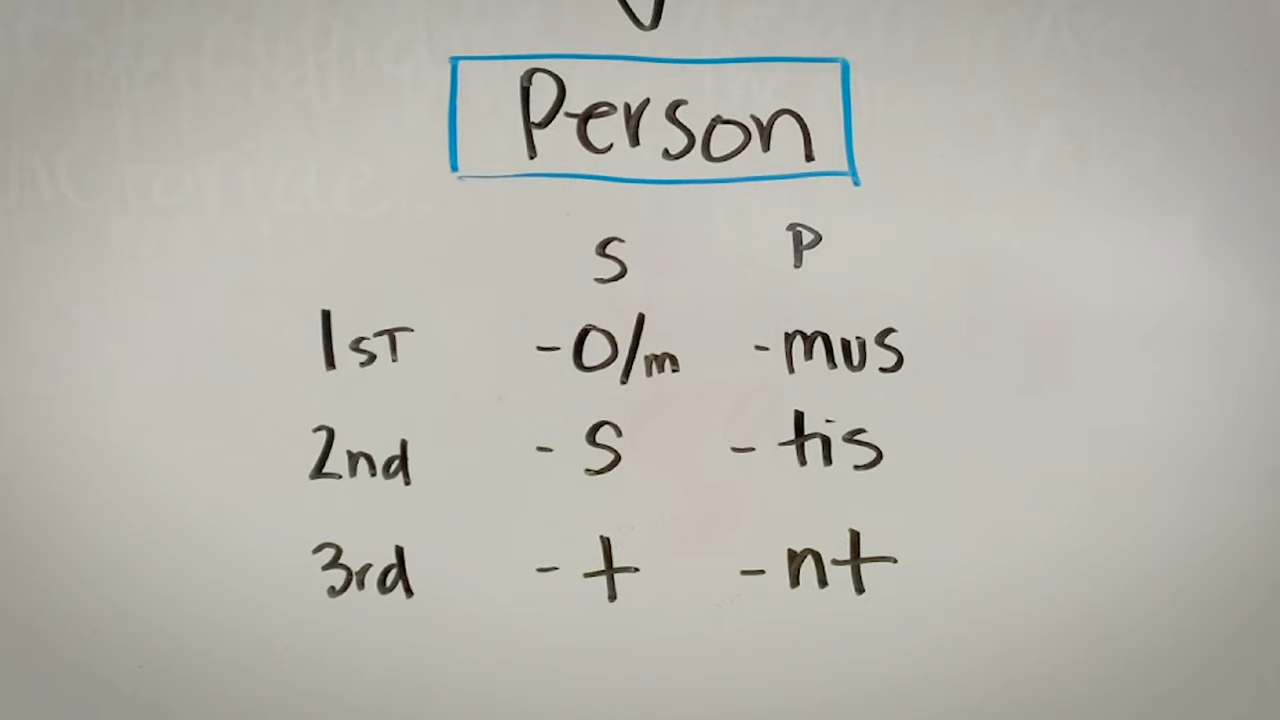 Person
S P
1ST -O/m -mus
2nd -S -tis
3rd -t -nt